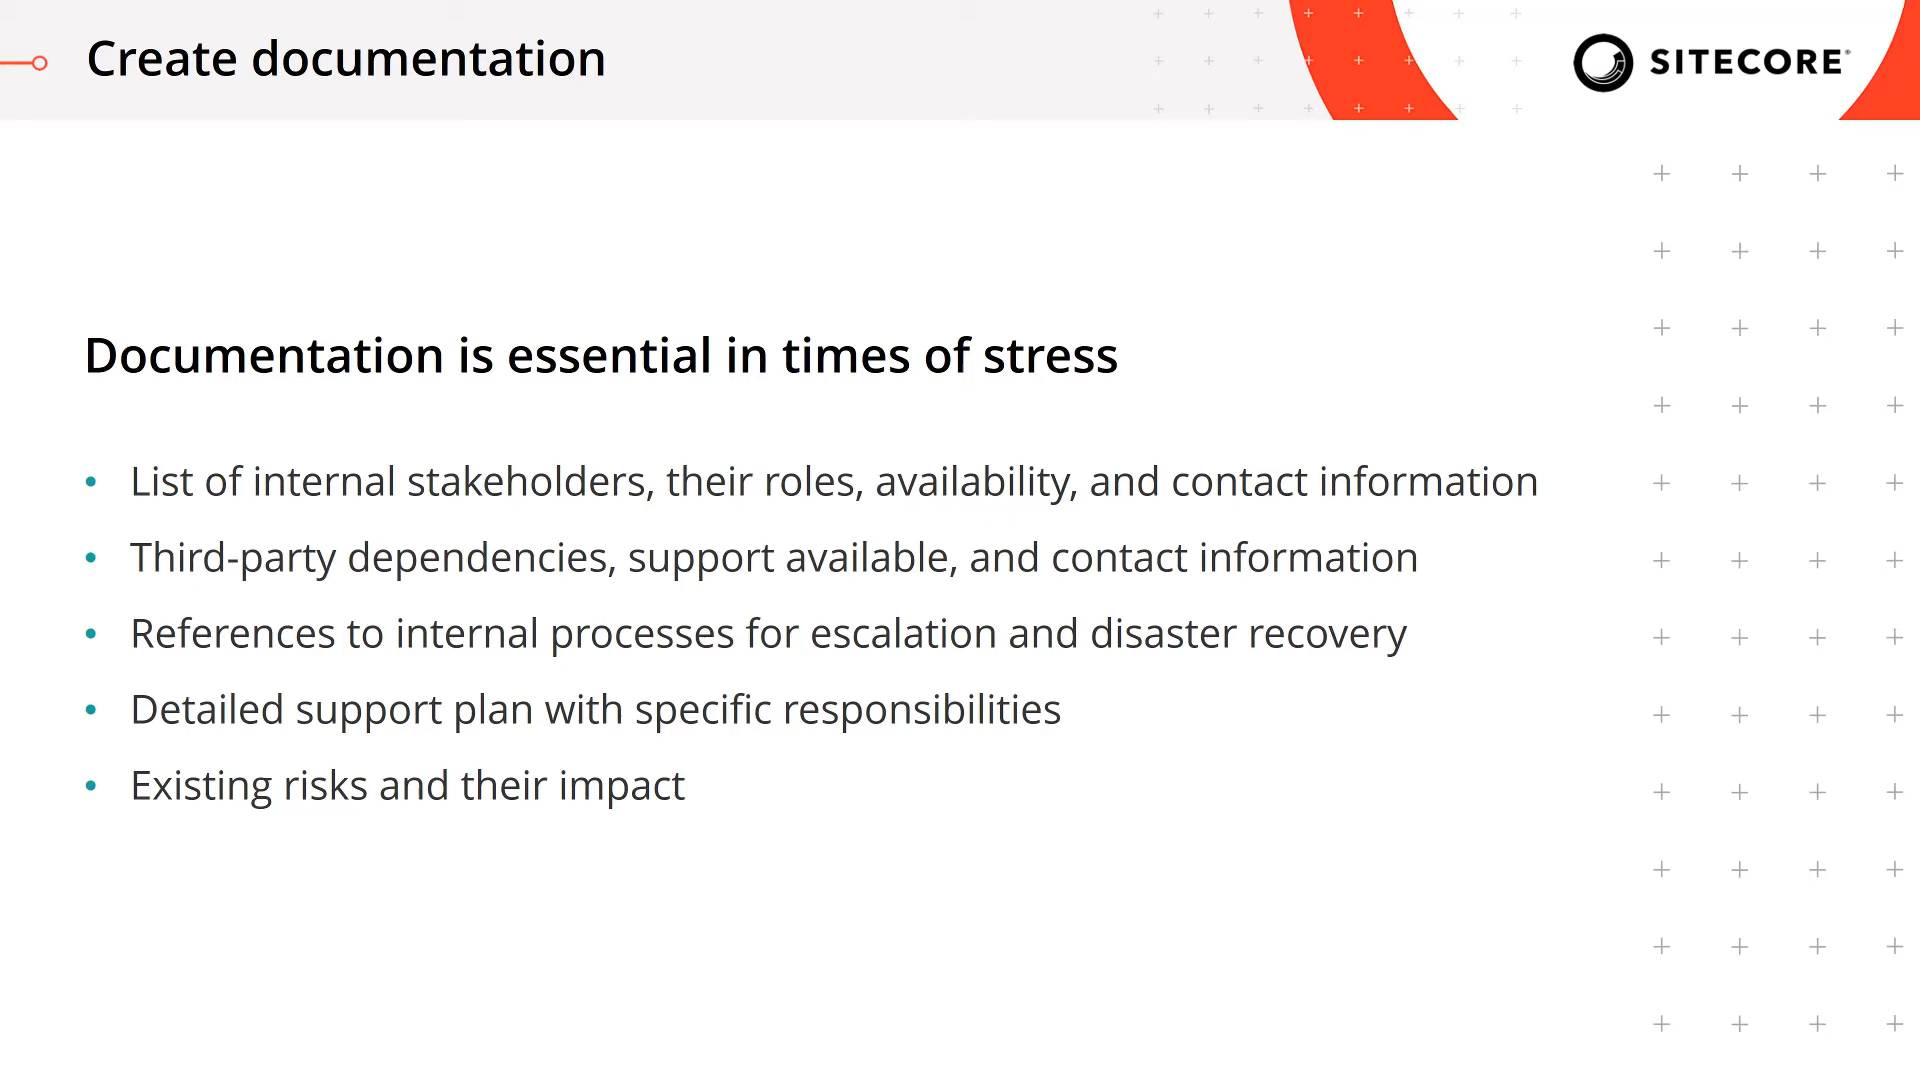 Create documentation
SITECORE®
Documentation is essential in times of stress
• List of internal stakeholders, their roles, availability, and contact information
• Third-party dependencies, support available, and contact information
• References to internal processes for escalation and disaster recovery
• Detailed support plan with specific responsibilities
• Existing risks and their impact